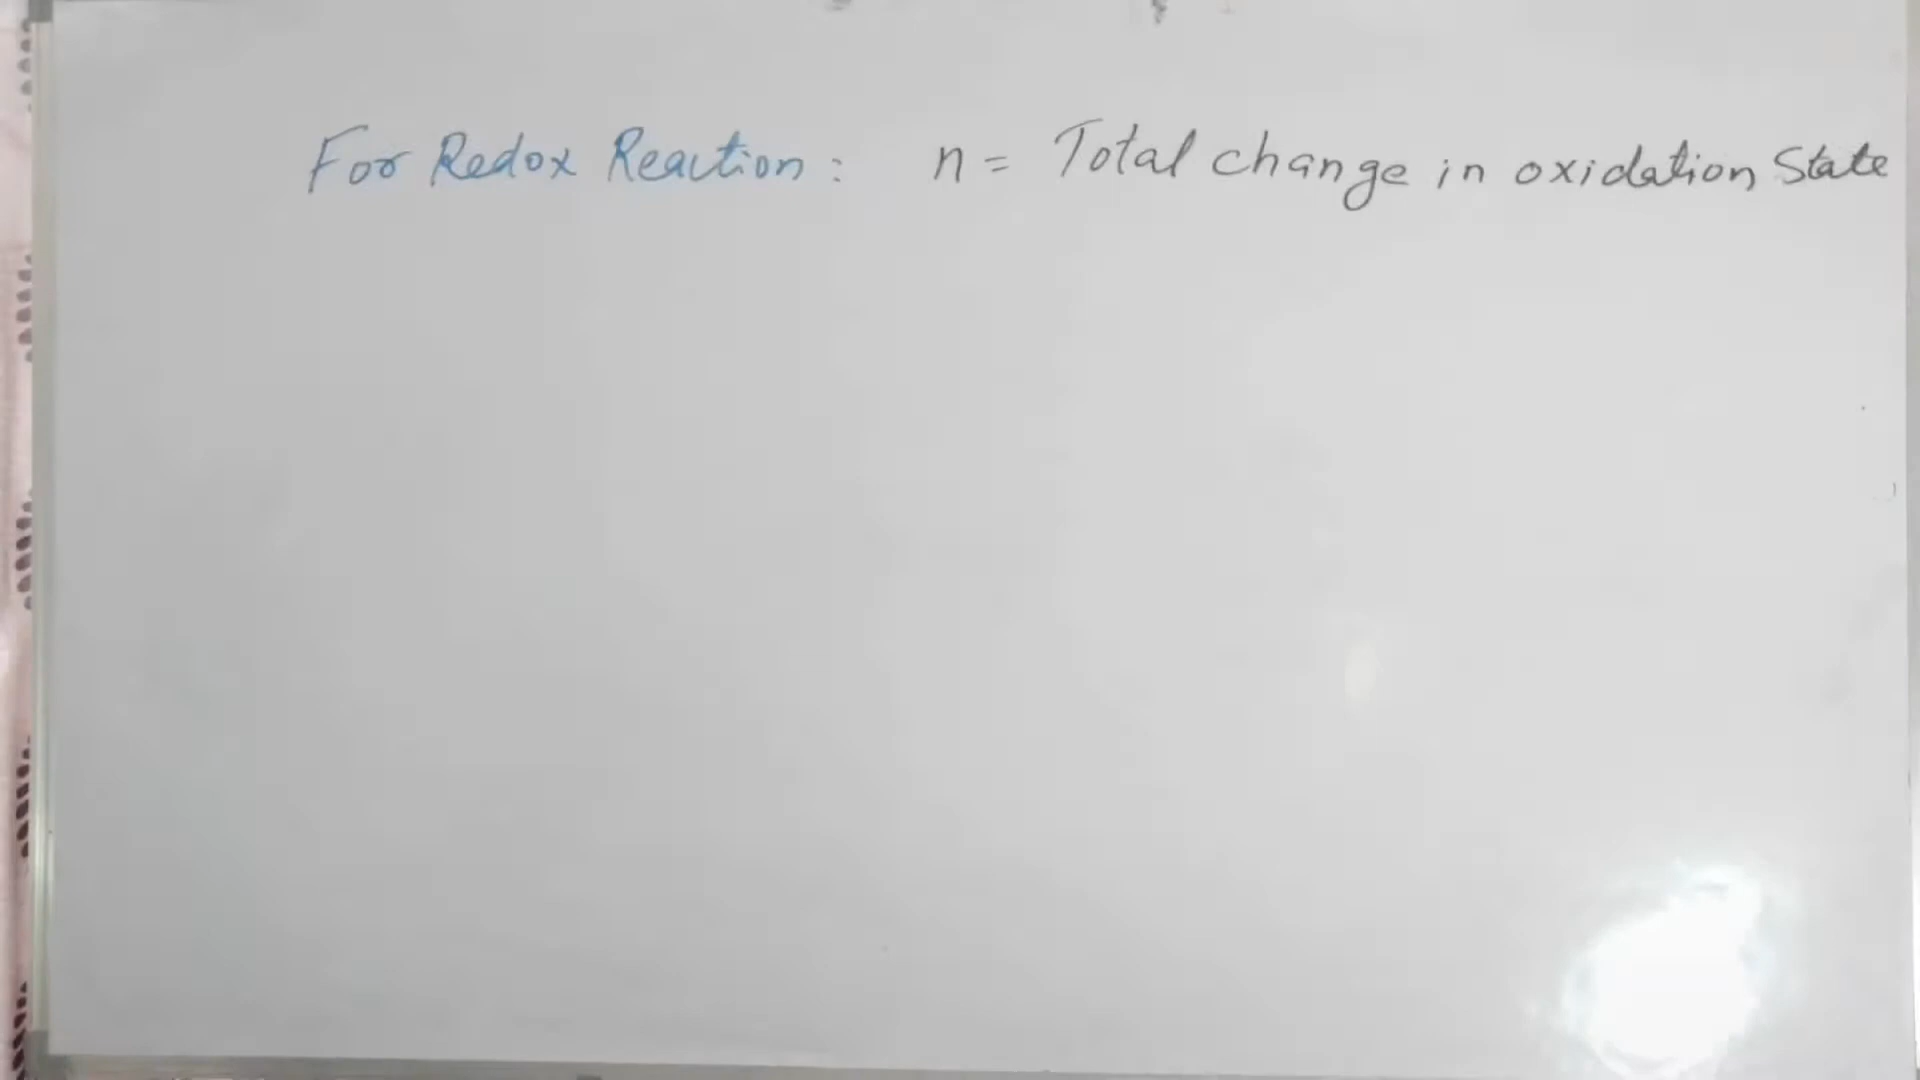 For Redox Reaction : n = Total change in oxidation State